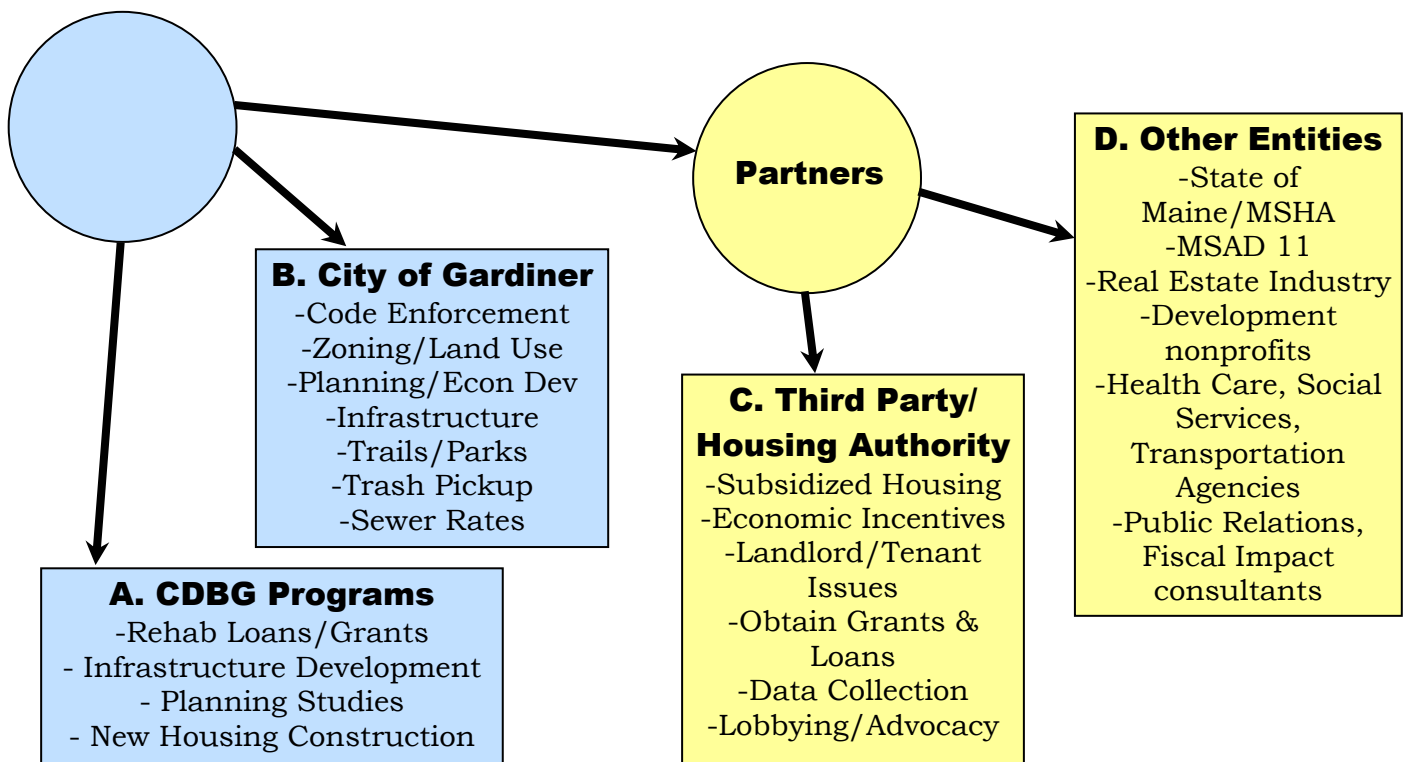 Partners
A. CDBG Programs
-Rehab Loans/Grants
- Infrastructure Development
- Planning Studies
- New Housing Construction
B. City of Gardiner
-Code Enforcement
-Zoning/Land Use
-Planning/Econ Dev
-Infrastructure
-Trails/Parks
-Trash Pickup
-Sewer Rates
C. Third Party/
Housing Authority
-Subsidized Housing
-Economic Incentives
-Landlord/Tenant
Issues
-Obtain Grants &
Loans
-Data Collection
-Lobbying/Advocacy
D. Other Entities
-State of
Maine/MSHA
-MSAD 11
-Real Estate Industry
-Development
nonprofits
-Health Care, Social
Services,
Transportation
Agencies
-Public Relations,
Fiscal Impact
consultants